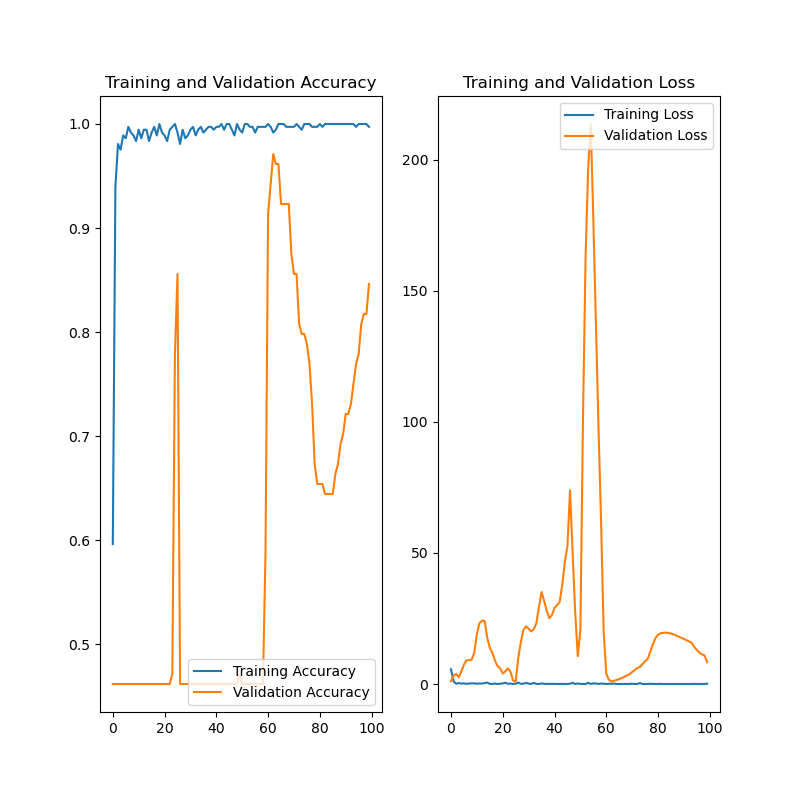 Training and Validation Accuracy
1.0
0.9
0.8
0.7
0.6
0.5
Training Accuracy
Validation Accuracy
0 20 40 60 80 100
Training and Validation Loss
Training Loss
Validation Loss
200
150
100
50
0
0 20 40 60 80 100